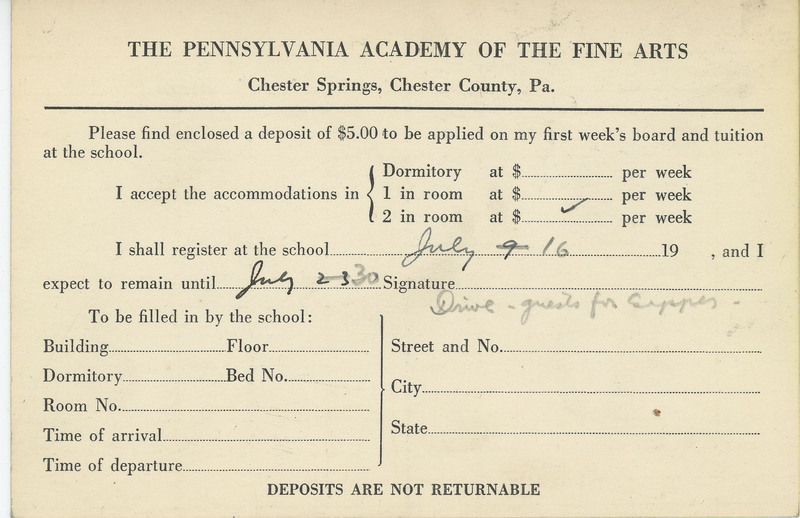 THE PENNSYLVANIA ACADEMY OF THE FINE ARTS
Chester Springs, Chester County, Pa.
Please find enclosed a deposit of $5.00 to be applied on my first week's board and tuition
at the school.
I accept the accommodations in
Dormitory at $ per week
1 in room at $ per week
2 in room at $ ✓ per week
I shall register at the school July 9 16 19 , and I
expect to remain until July 23 30 Signature
Drive - guests for supper -
To be filled in by the school:
Building Floor
Dormitory Bed No.
Room No.
Time of arrival
Time of departure
Street and No.
City
State
DEPOSITS ARE NOT RETURNABLE